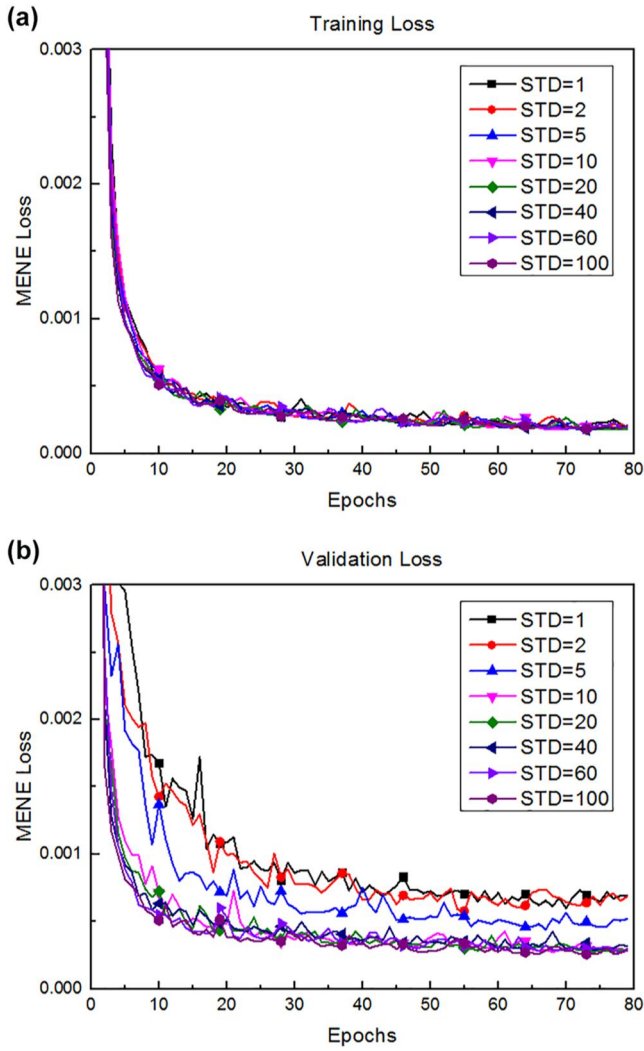 (a)
Training Loss
0.003
0.002
0.001
0.000
MENE Loss
STD=1
STD=2
STD=5
STD=10
STD=20
STD=40
STD=60
STD=100
0 10 20 30 40 50 60 70 80
Epochs
(b)
Validation Loss
0.003
0.002
0.001
0.000
MENE Loss
STD=1
STD=2
STD=5
STD=10
STD=20
STD=40
STD=60
STD=100
0 10 20 30 40 50 60 70 80
Epochs